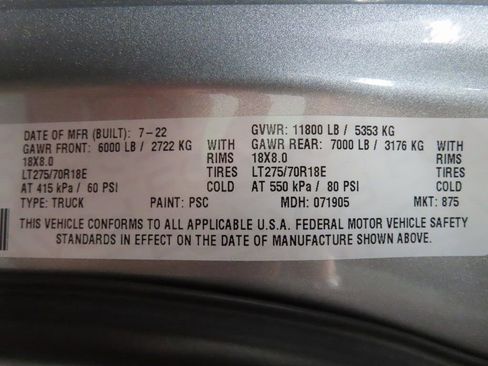 DATE OF MFR (BUILT): 7-22 GVWR: 11800 LB / 5353 KG
GAWR FRONT: 6000 LB / 2722 KG WITH GAWR REAR: 7000 LB / 3176 KG WITH
18X8.0 RIMS 18X8.0 RIMS
LT275/70R18E TIRES LT275/70R18E TIRES
AT 415 kPa / 60 PSI COLD AT 550 kPa / 80 PSI COLD
TYPE: TRUCK PAINT: PSC MDH: 071905 MKT: 875
THIS VEHICLE CONFORMS TO ALL APPLICABLE U.S.A. FEDERAL MOTOR VEHICLE SAFETY
STANDARDS IN EFFECT ON THE DATE OF MANUFACTURE SHOWN ABOVE.